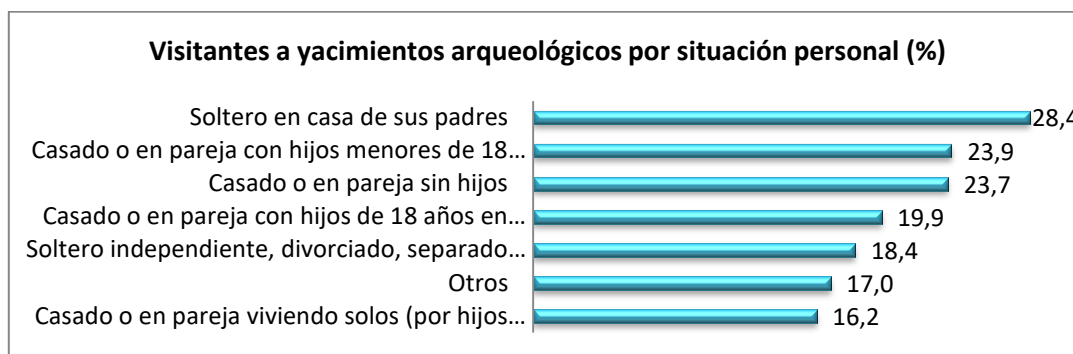 Visitantes a yacimientos arqueológicos por situación personal (%)
Soltero en casa de sus padres 28,4
Casado o en pareja con hijos menores de 18... 23,9
Casado o en pareja sin hijos 23,7
Casado o en pareja con hijos de 18 años en... 19,9
Soltero independiente, divorciado, separado... 18,4
Otros 17,0
Casado o en pareja viviendo solos (por hijos... 16,2